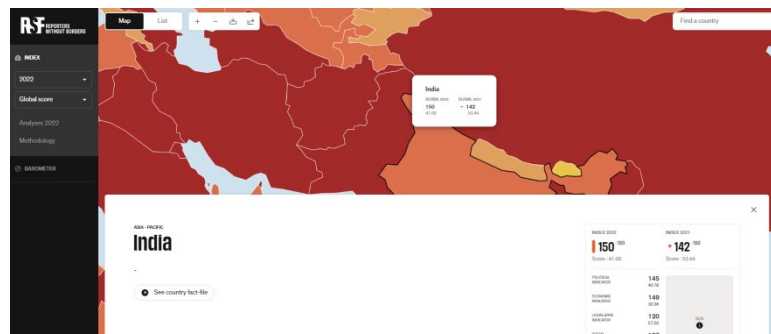 RSF REPORTERS
WITHOUT BORDERS
INDEX
2022
Global score
Analyses 2022
Methodology
BAROMETER
Map List + −
Find a country
India
GLOBAL 2022 GLOBAL 2021
150 142
41.00 53.44
ASIA - PACIFIC
India
-
See country fact-file
INDEX 2022 INDEX 2021
150 /180 142 /180
Score : 41.00 Score : 53.44
POLITICAL
INDICATOR
145
40.76
ECONOMIC
INDICATOR
149
LEGISLATIVE
INDICATOR
120
N/A